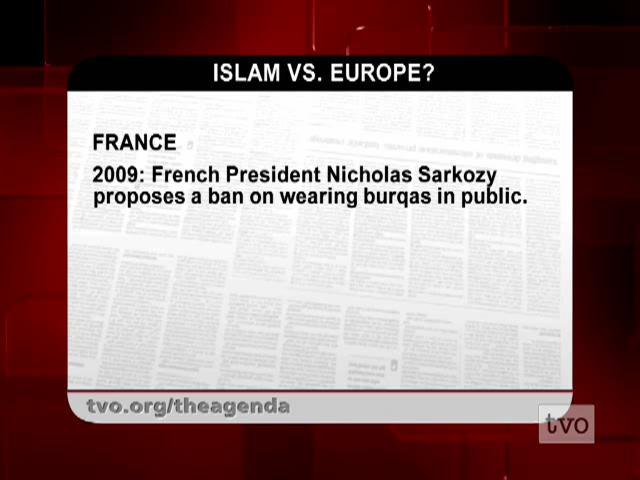 ISLAM VS. EUROPE?
FRANCE
2009: French President Nicholas Sarkozy
proposes a ban on wearing burqas in public.
tvo.org/theagenda
tvo